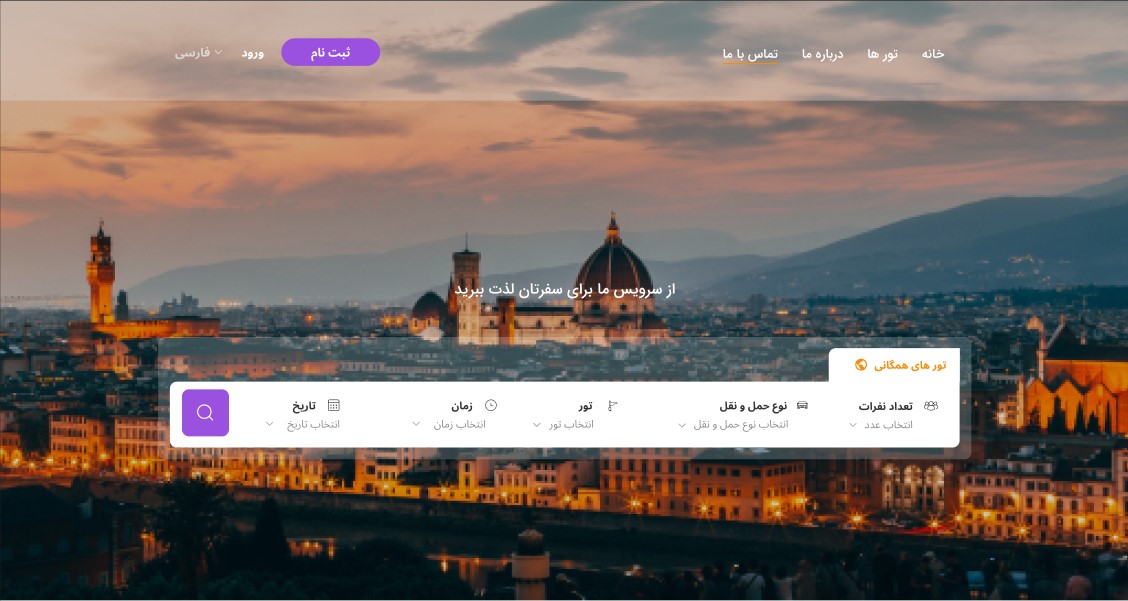 خانه
تور ها
درباره ما
تماس با ما
ثبت نام
ورود
فارسی
از سرویس ما برای سفرتان لذت ببرید
تور های همگانی
تعداد نفرات
انتخاب عدد
نوع حمل و نقل
انتخاب نوع حمل و نقل
تور
انتخاب تور
زمان
انتخاب زمان
تاریخ
انتخاب تاریخ